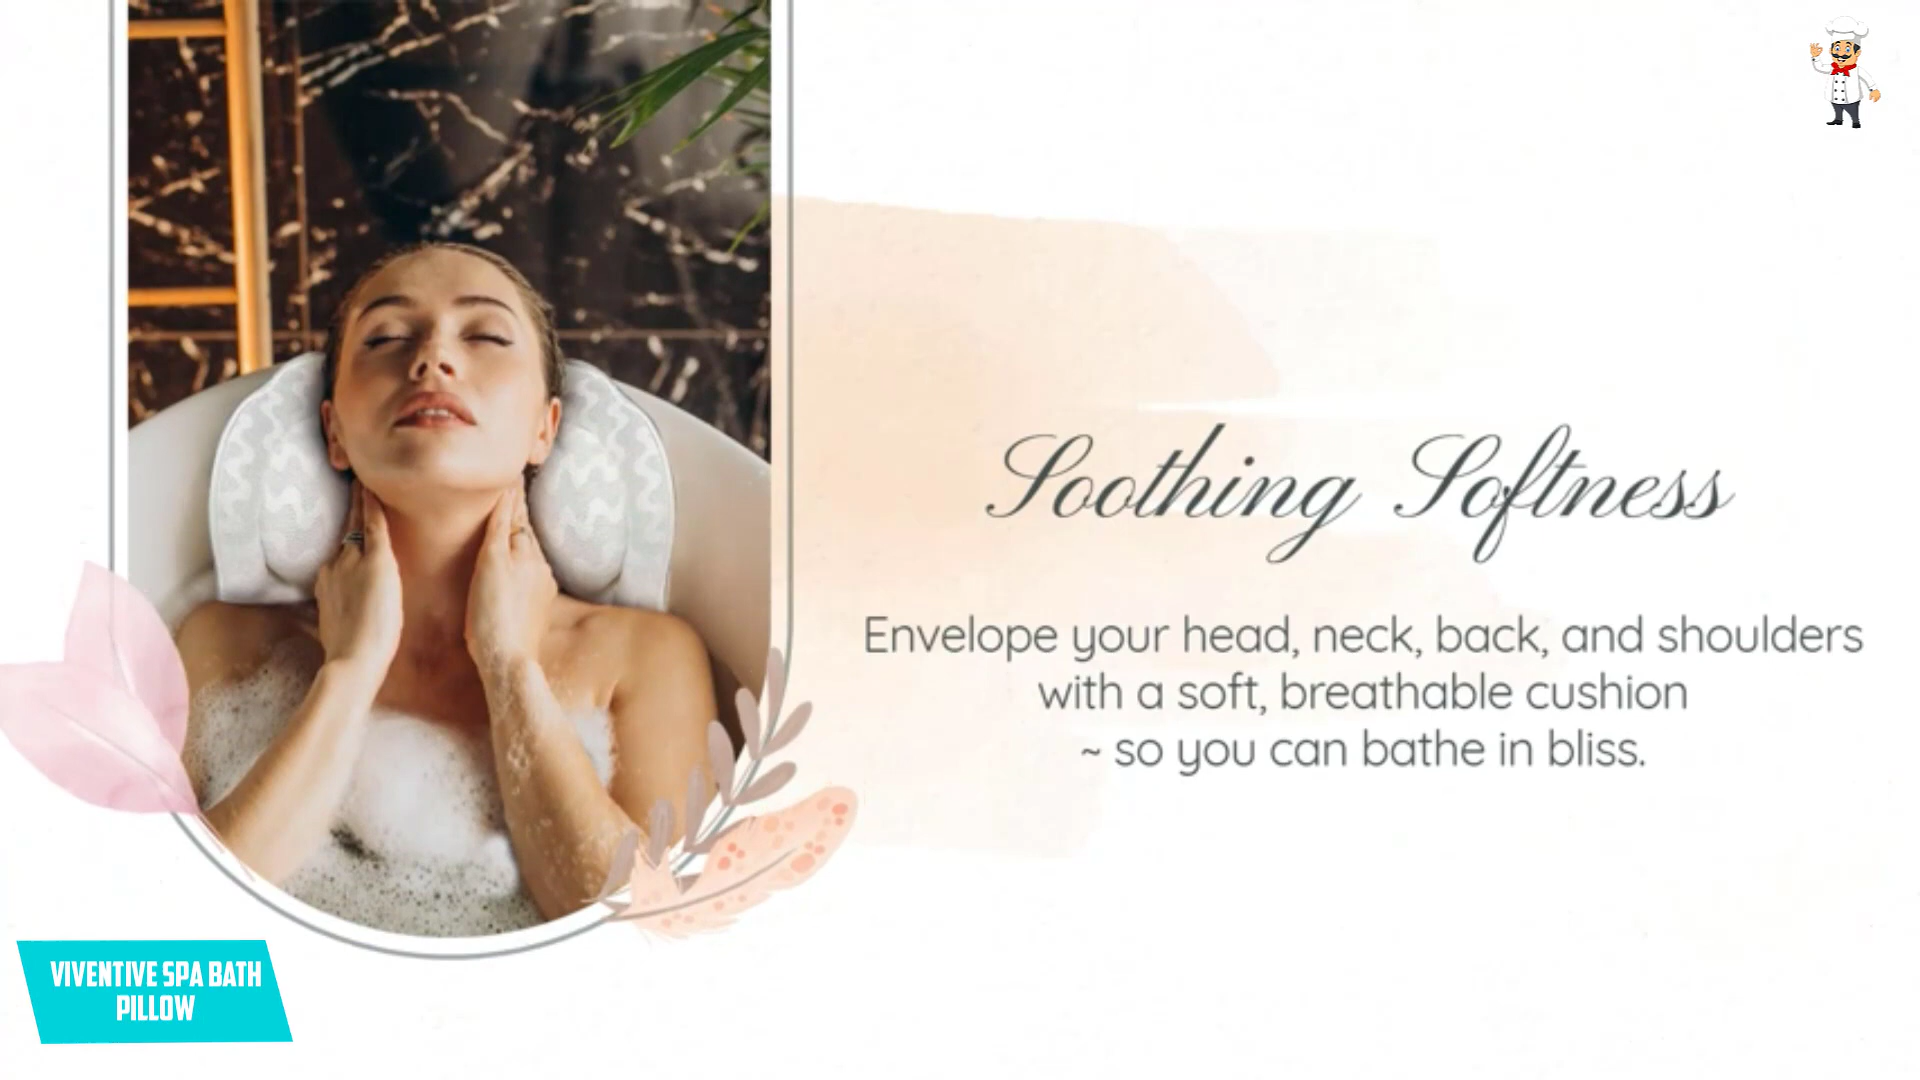 Soothing Softness
Envelope your head, neck, back, and shoulders
with a soft, breathable cushion
~ so you can bathe in bliss.
VIVENTIVE SPA BATH
PILLOW